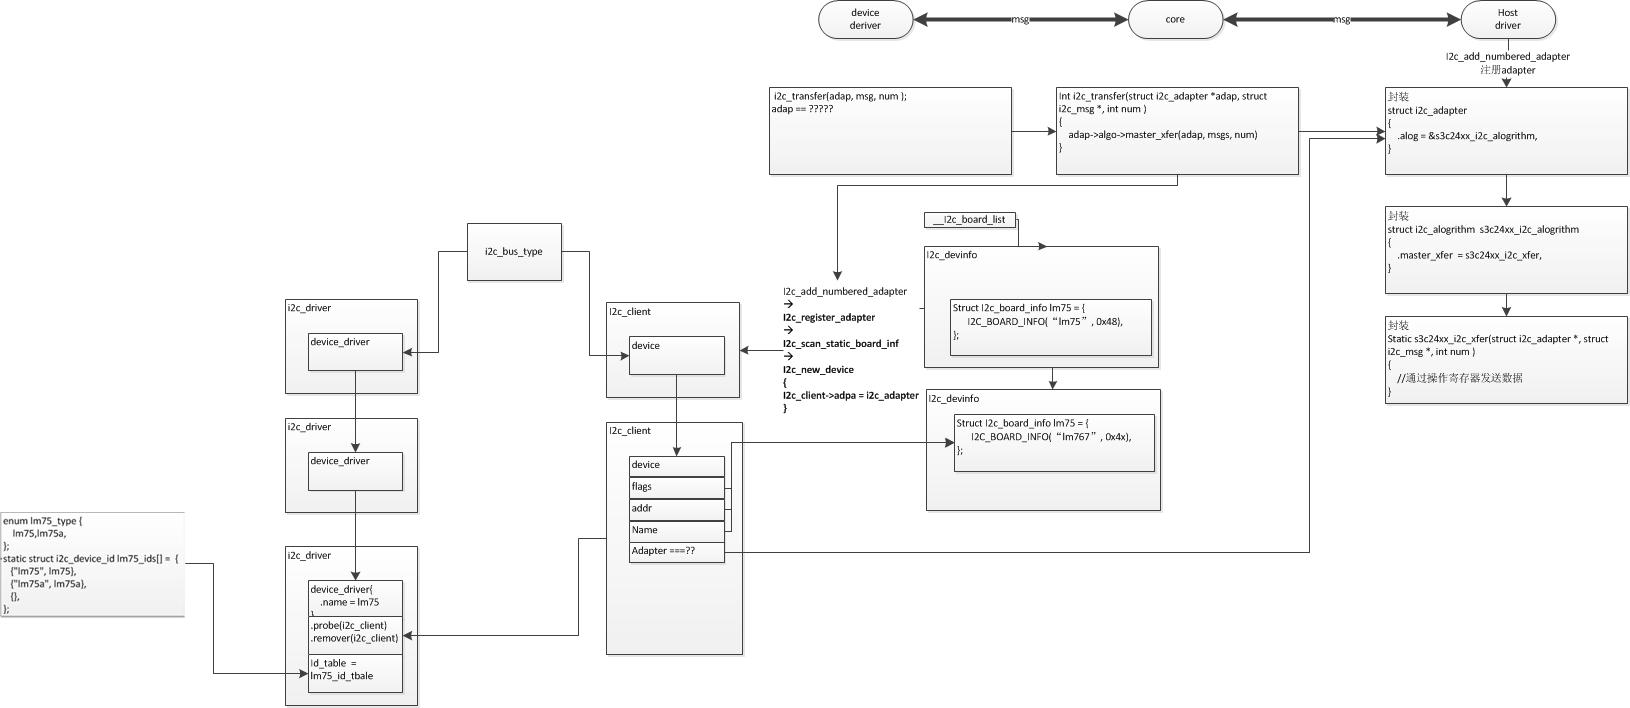 device
deriver
msg
core
msg
Host
driver
I2c_add_numbered_adapter
注册adapter
i2c_transfer(adap, msg, num );
adap == ?????
Int i2c_transfer(struct i2c_adapter *adap, struct
i2c_msg *, int num )
{
adap->algo->master_xfer(adap, msgs, num)
}
封装
struct i2c_adapter
{
.alog = &s3c24xx_i2c_alogrithm,
}
封装
struct i2c_alogrithm s3c24xx_i2c_alogrithm
{
.master_xfer = s3c24xx_i2c_xfer,
}
封装
Static s3c24xx_i2c_xfer(struct i2c_adapter *, struct
i2c_msg *, int num )
{
//通过操作寄存器发送数据
}
__I2c_board_list
I2c_devinfo
Struct I2c_board_info lm75 = {
I2C_BOARD_INFO(“lm75”, 0x48),
};
I2c_devinfo
Struct I2c_board_info lm75 = {
I2C_BOARD_INFO(“lm767”, 0x4x),
};
I2c_add_numbered_adapter
→
I2c_register_adapter
→
I2c_scan_static_board_inf
→
I2c_new_device
{
I2c_client->adpa = i2c_adapter
}
i2c_bus_type
i2c_driver
device_driver
i2c_driver
device_driver
i2c_driver
device_driver{
.name = lm75
}
.probe(i2c_client)
.remover(i2c_client)
Id_table =
lm75_id_tbale
I2c_client
device
I2c_client
device
flags
addr
Name
Adapter ===??
enum lm75_type {
lm75,lm75a,
};
static struct i2c_device_id lm75_ids[] = {
{"lm75", lm75},
{"lm75a", lm75a},
{},
};